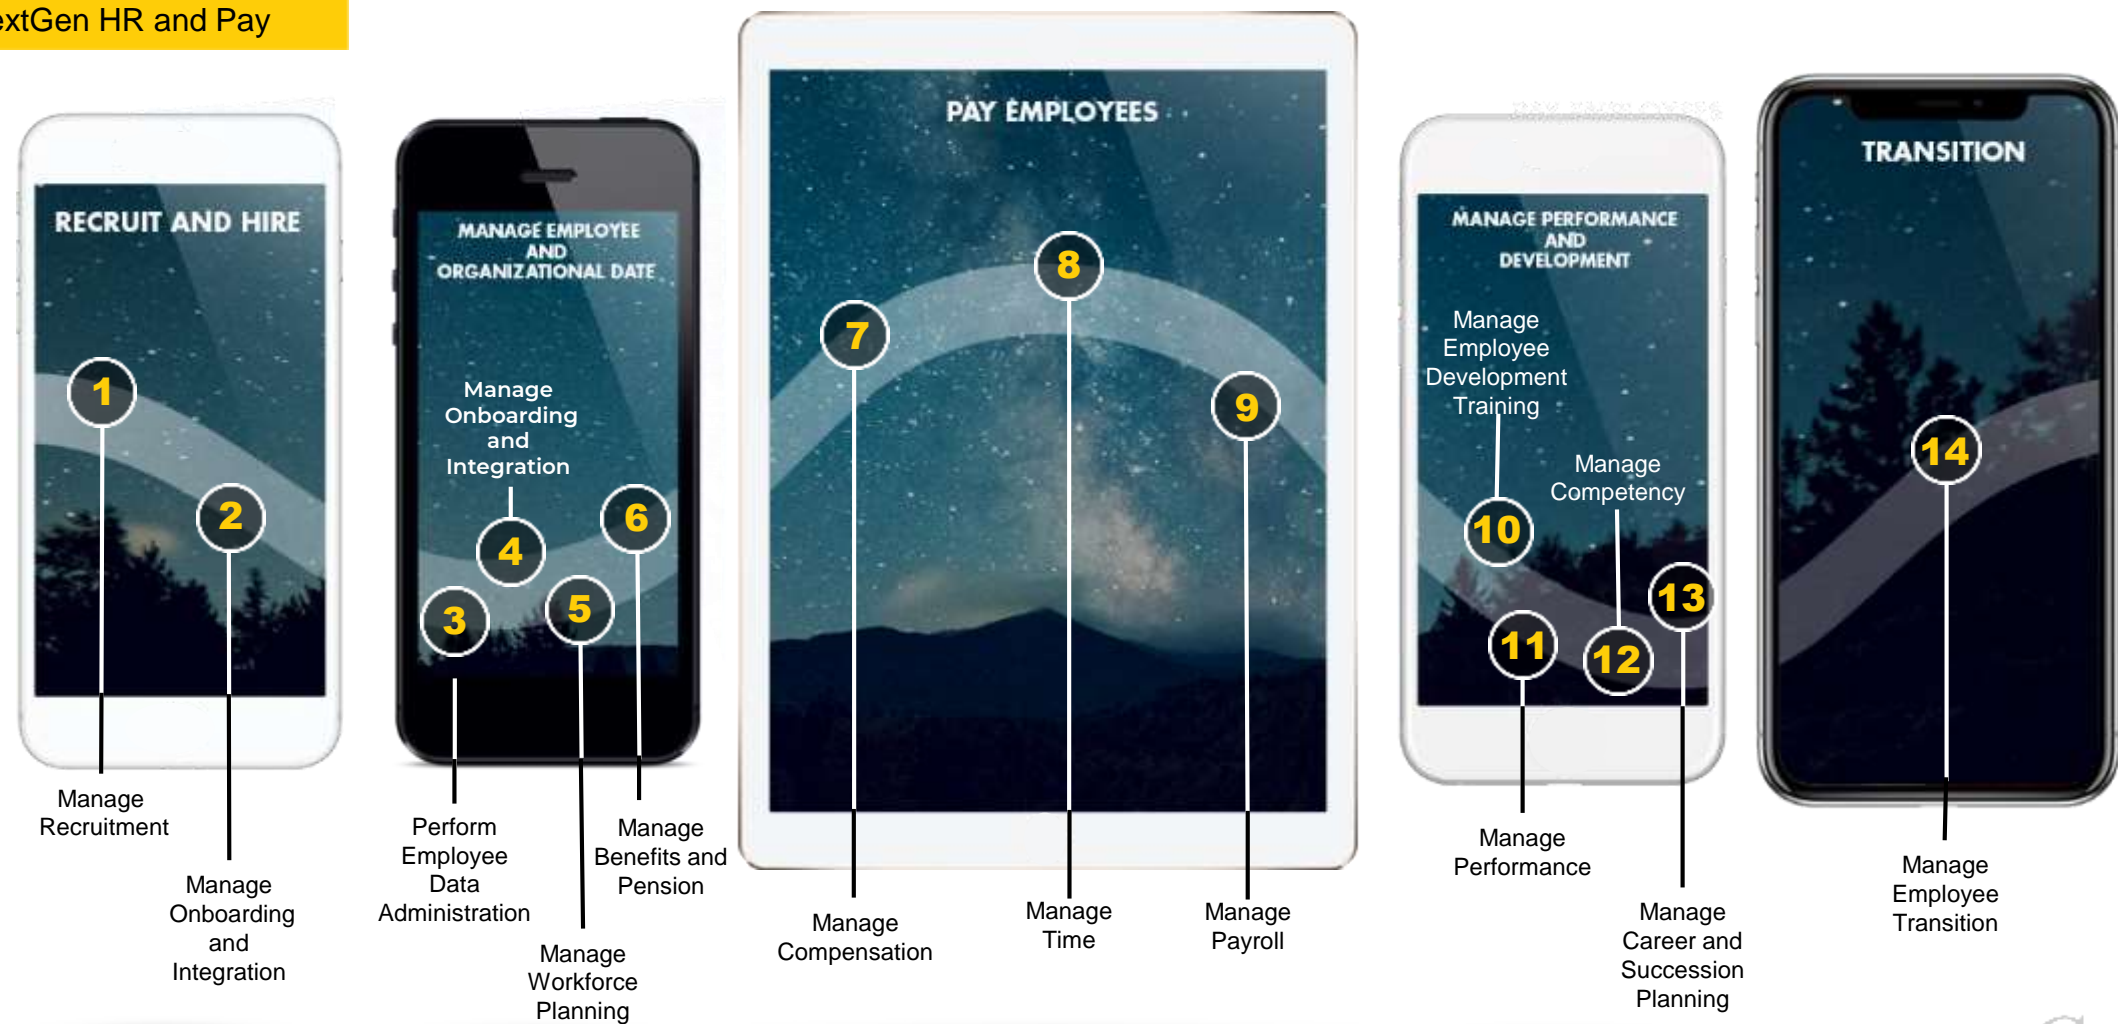 extGen HR and Pay
RECRUIT AND HIRE
1
2
Manage
Recruitment
Manage
Onboarding
and
Integration
MANAGE EMPLOYEE
AND
ORGANIZATIONAL DATE
Manage
Onboarding
and
Integration
3
4
5
6
Perform
Employee
Data
Administration
Manage
Workforce
Planning
Manage
Benefits and
Pension
PAY EMPLOYEES
7
8
9
Manage
Compensation
Manage
Time
Manage
Payroll
MANAGE PERFORMANCE
AND
DEVELOPMENT
Manage
Employee
Development
Training
Manage
Competency
10
11
12
13
Manage
Performance
Manage
Career and
Succession
Planning
TRANSITION
14
Manage
Employee
Transition